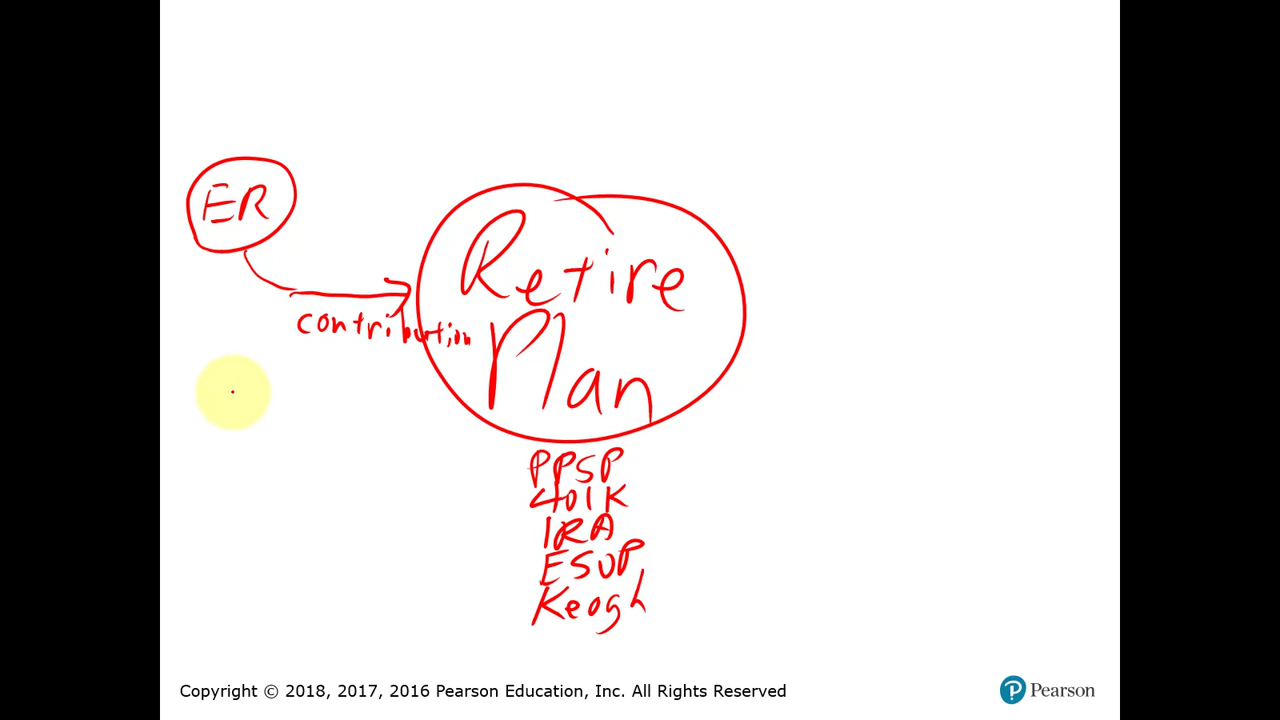 ER
Retire
contribution
Plan
PPSP
401K
IRA
ESOP
Keogh
Copyright © 2018, 2017, 2016 Pearson Education, Inc. All Rights Reserved
P Pearson